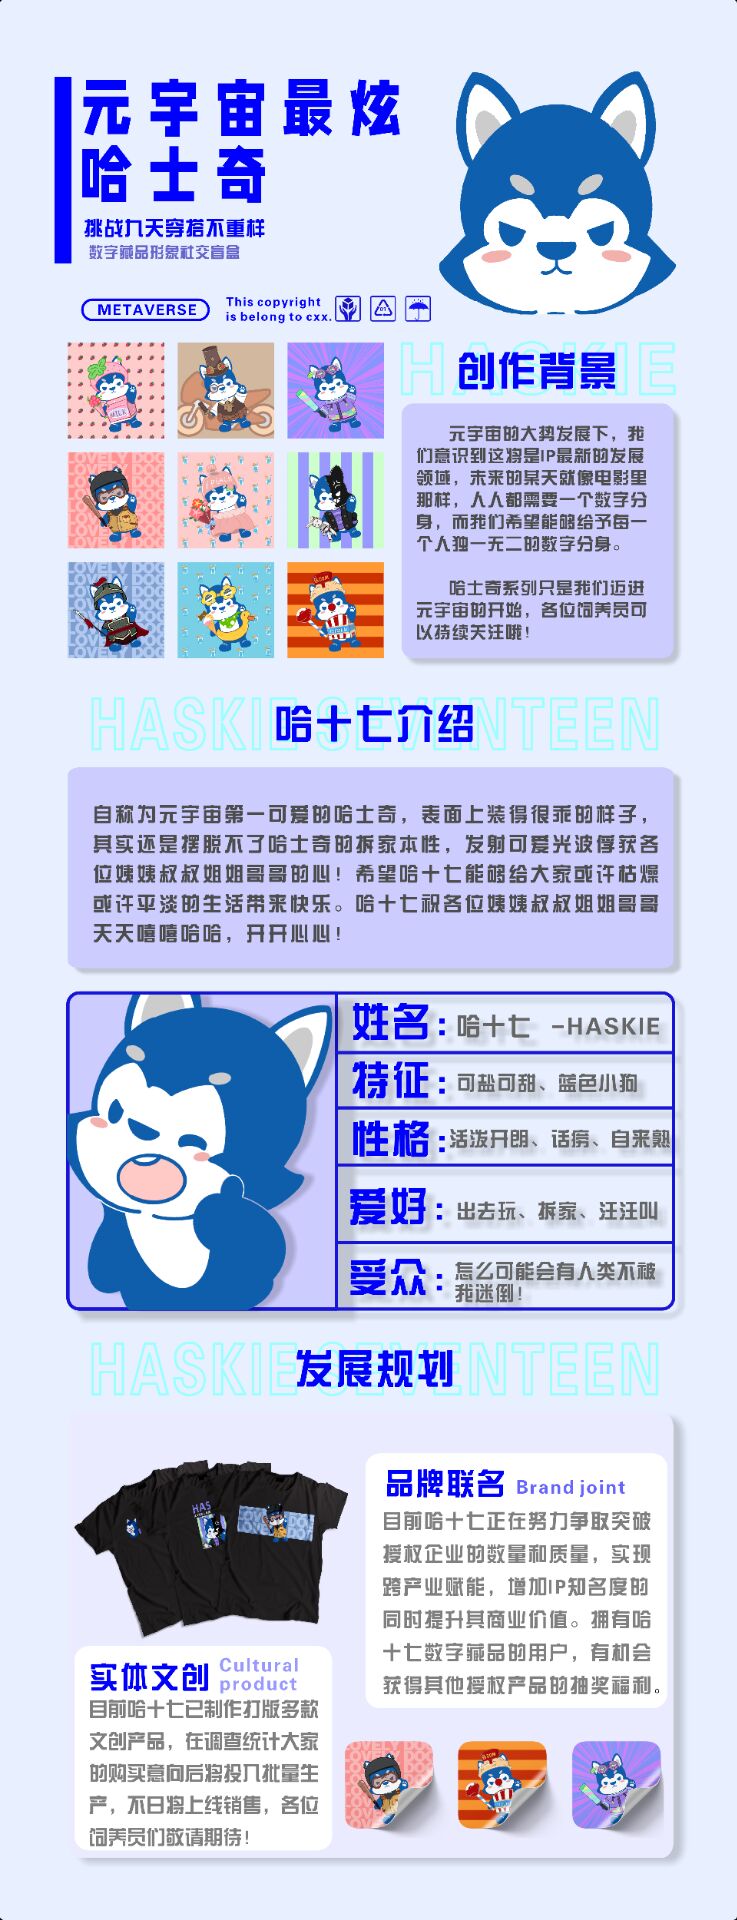 元宇宙最炫
哈士奇
挑战九天穿搭不重样
数字藏品形象社交盲盒
METAVERSE
This copyright
is belong to cxx.
01
HASKIE
创作背景
元宇宙的大势发展下，我
们意识到这将是IP最新的发展
领域，未来的某天就像电影里
那样，人人都需要一个数字分
身，而我们希望能够给予每一
个人独一无二的数字分身。
哈士奇系列只是我们迈进
元宇宙的开始，各位饲养员可
以持续关注哦！
MILK
LOVELY DOG
HASKIE SEVENTEEN
哈十七介绍
自称为元宇宙第一可爱的哈士奇，表面上装得很乖的样子，
其实还是摆脱不了哈士奇的拆家本性，发射可爱光波俘获各
位姨姨叔叔姐姐哥哥的心！希望哈十七能够给大家或许枯燥
或许平淡的生活带来快乐。哈十七祝各位姨姨叔叔姐姐哥哥
天天嘻嘻哈哈，开开心心！
姓名：哈十七 -HASKIE
特征：可盐可甜、蓝色小狗
性格：活泼开朗、话痨、自来熟
爱好：出去玩、拆家、汪汪叫
受众：怎么可能会有人类不被
我迷倒！
HASKIE SEVENTEEN
发展规划
品牌联名 Brand joint
目前哈十七正在努力争取突破
授权企业的数量和质量，实现
跨产业赋能，增加IP知名度的
同时提升其商业价值。拥有哈
十七数字藏品的用户，有机会
获得其他授权产品的抽奖福利。
HAS
LOVELY DOG
实体文创 Cultural
product
目前哈十七已制作打版多款
文创产品，在调查统计大家
的购买意向后将投入批量生
产，不日将上线销售，各位
饲养员们敬请期待！